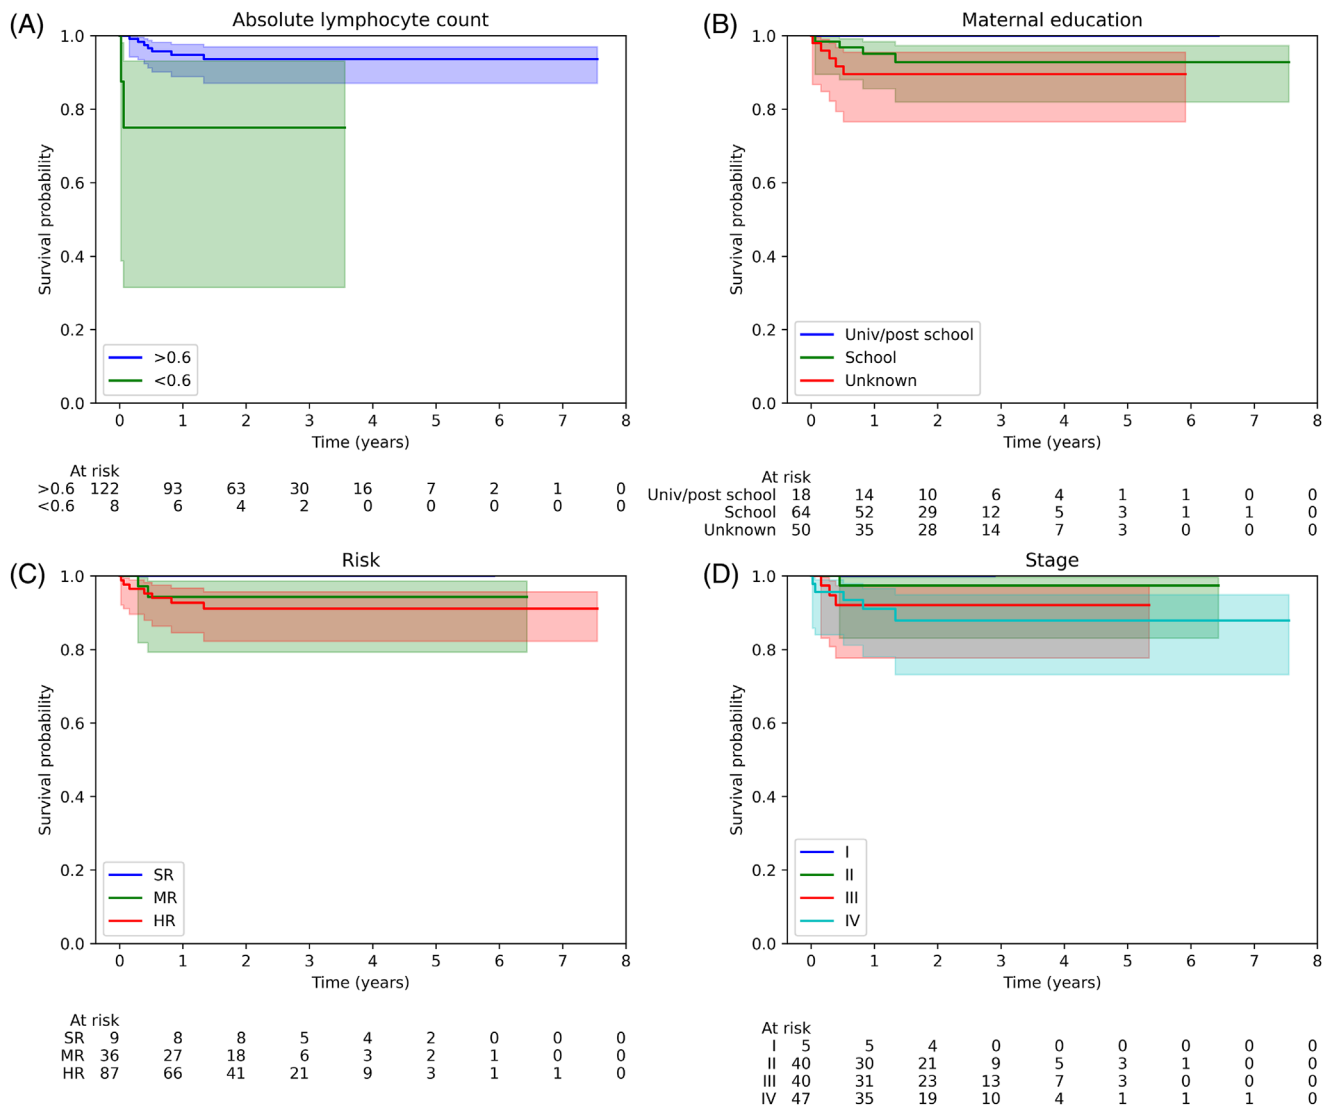 (A)
Absolute lymphocyte count
1.0
0.8
0.6
0.4
0.2
0.0
Survival probability
>0.6
<0.6
0 1 2 3 4 5 6 7 8
Time (years)
At risk
>0.6 122 93 63 30 16 7 2 1 0
<0.6 8 6 4 2 0 0 0 0 0
(B)
Maternal education
1.0
0.8
0.6
0.4
0.2
0.0
Survival probability
Univ/post school
School
Unknown
0 1 2 3 4 5 6 7 8
Time (years)
At risk
Univ/post school 18 14 10 6 4 1 1 0 0
School 64 52 29 12 5 3 1 1 0
Unknown 50 35 28 14 7 3 0 0 0
(C)
Risk
1.0
0.8
0.6
0.4
0.2
0.0
Survival probability
SR
MR
HR
0 1 2 3 4 5 6 7 8
Time (years)
At risk
SR 9 8 8 5 4 2 0 0 0
MR 36 27 18 6 3 2 1 0 0
HR 87 66 41 21 9 3 1 1 0
(D)
Stage
1.0
0.8
0.6
0.4
0.2
0.0
Survival probability
I
II
III
IV
0 1 2 3 4 5 6 7 8
Time (years)
At risk
I 5 5 4 0 0 0 0 0 0
II 40 30 21 9 5 3 1 0 0
III 40 31 23 13 7 3 0 0 0
IV 47 35 19 10 4 1 1 1 0